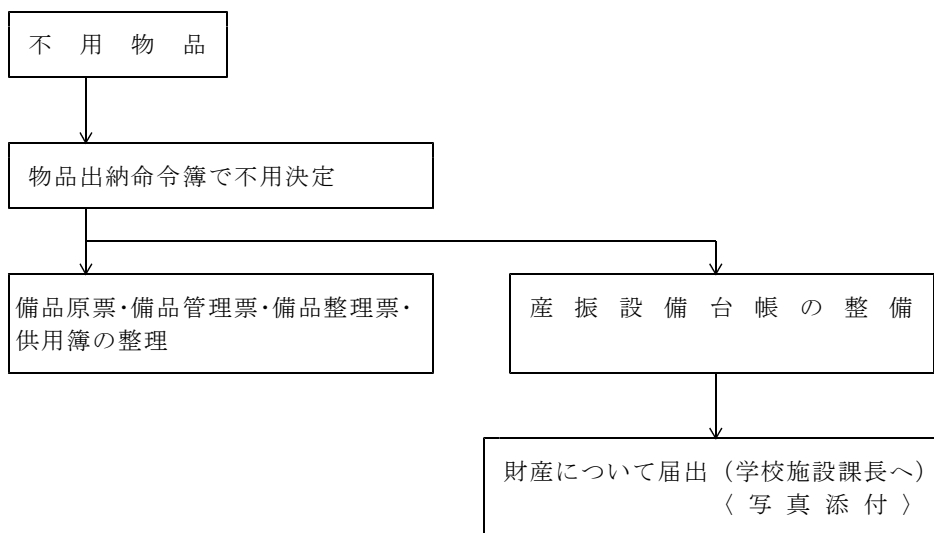 不用物品
物品出納命令簿で不用決定
備品原票・備品管理票・備品整理票・
供用簿の整理
産振設備台帳の整備
財産について届出（学校施設課長へ）
〈写真添付〉